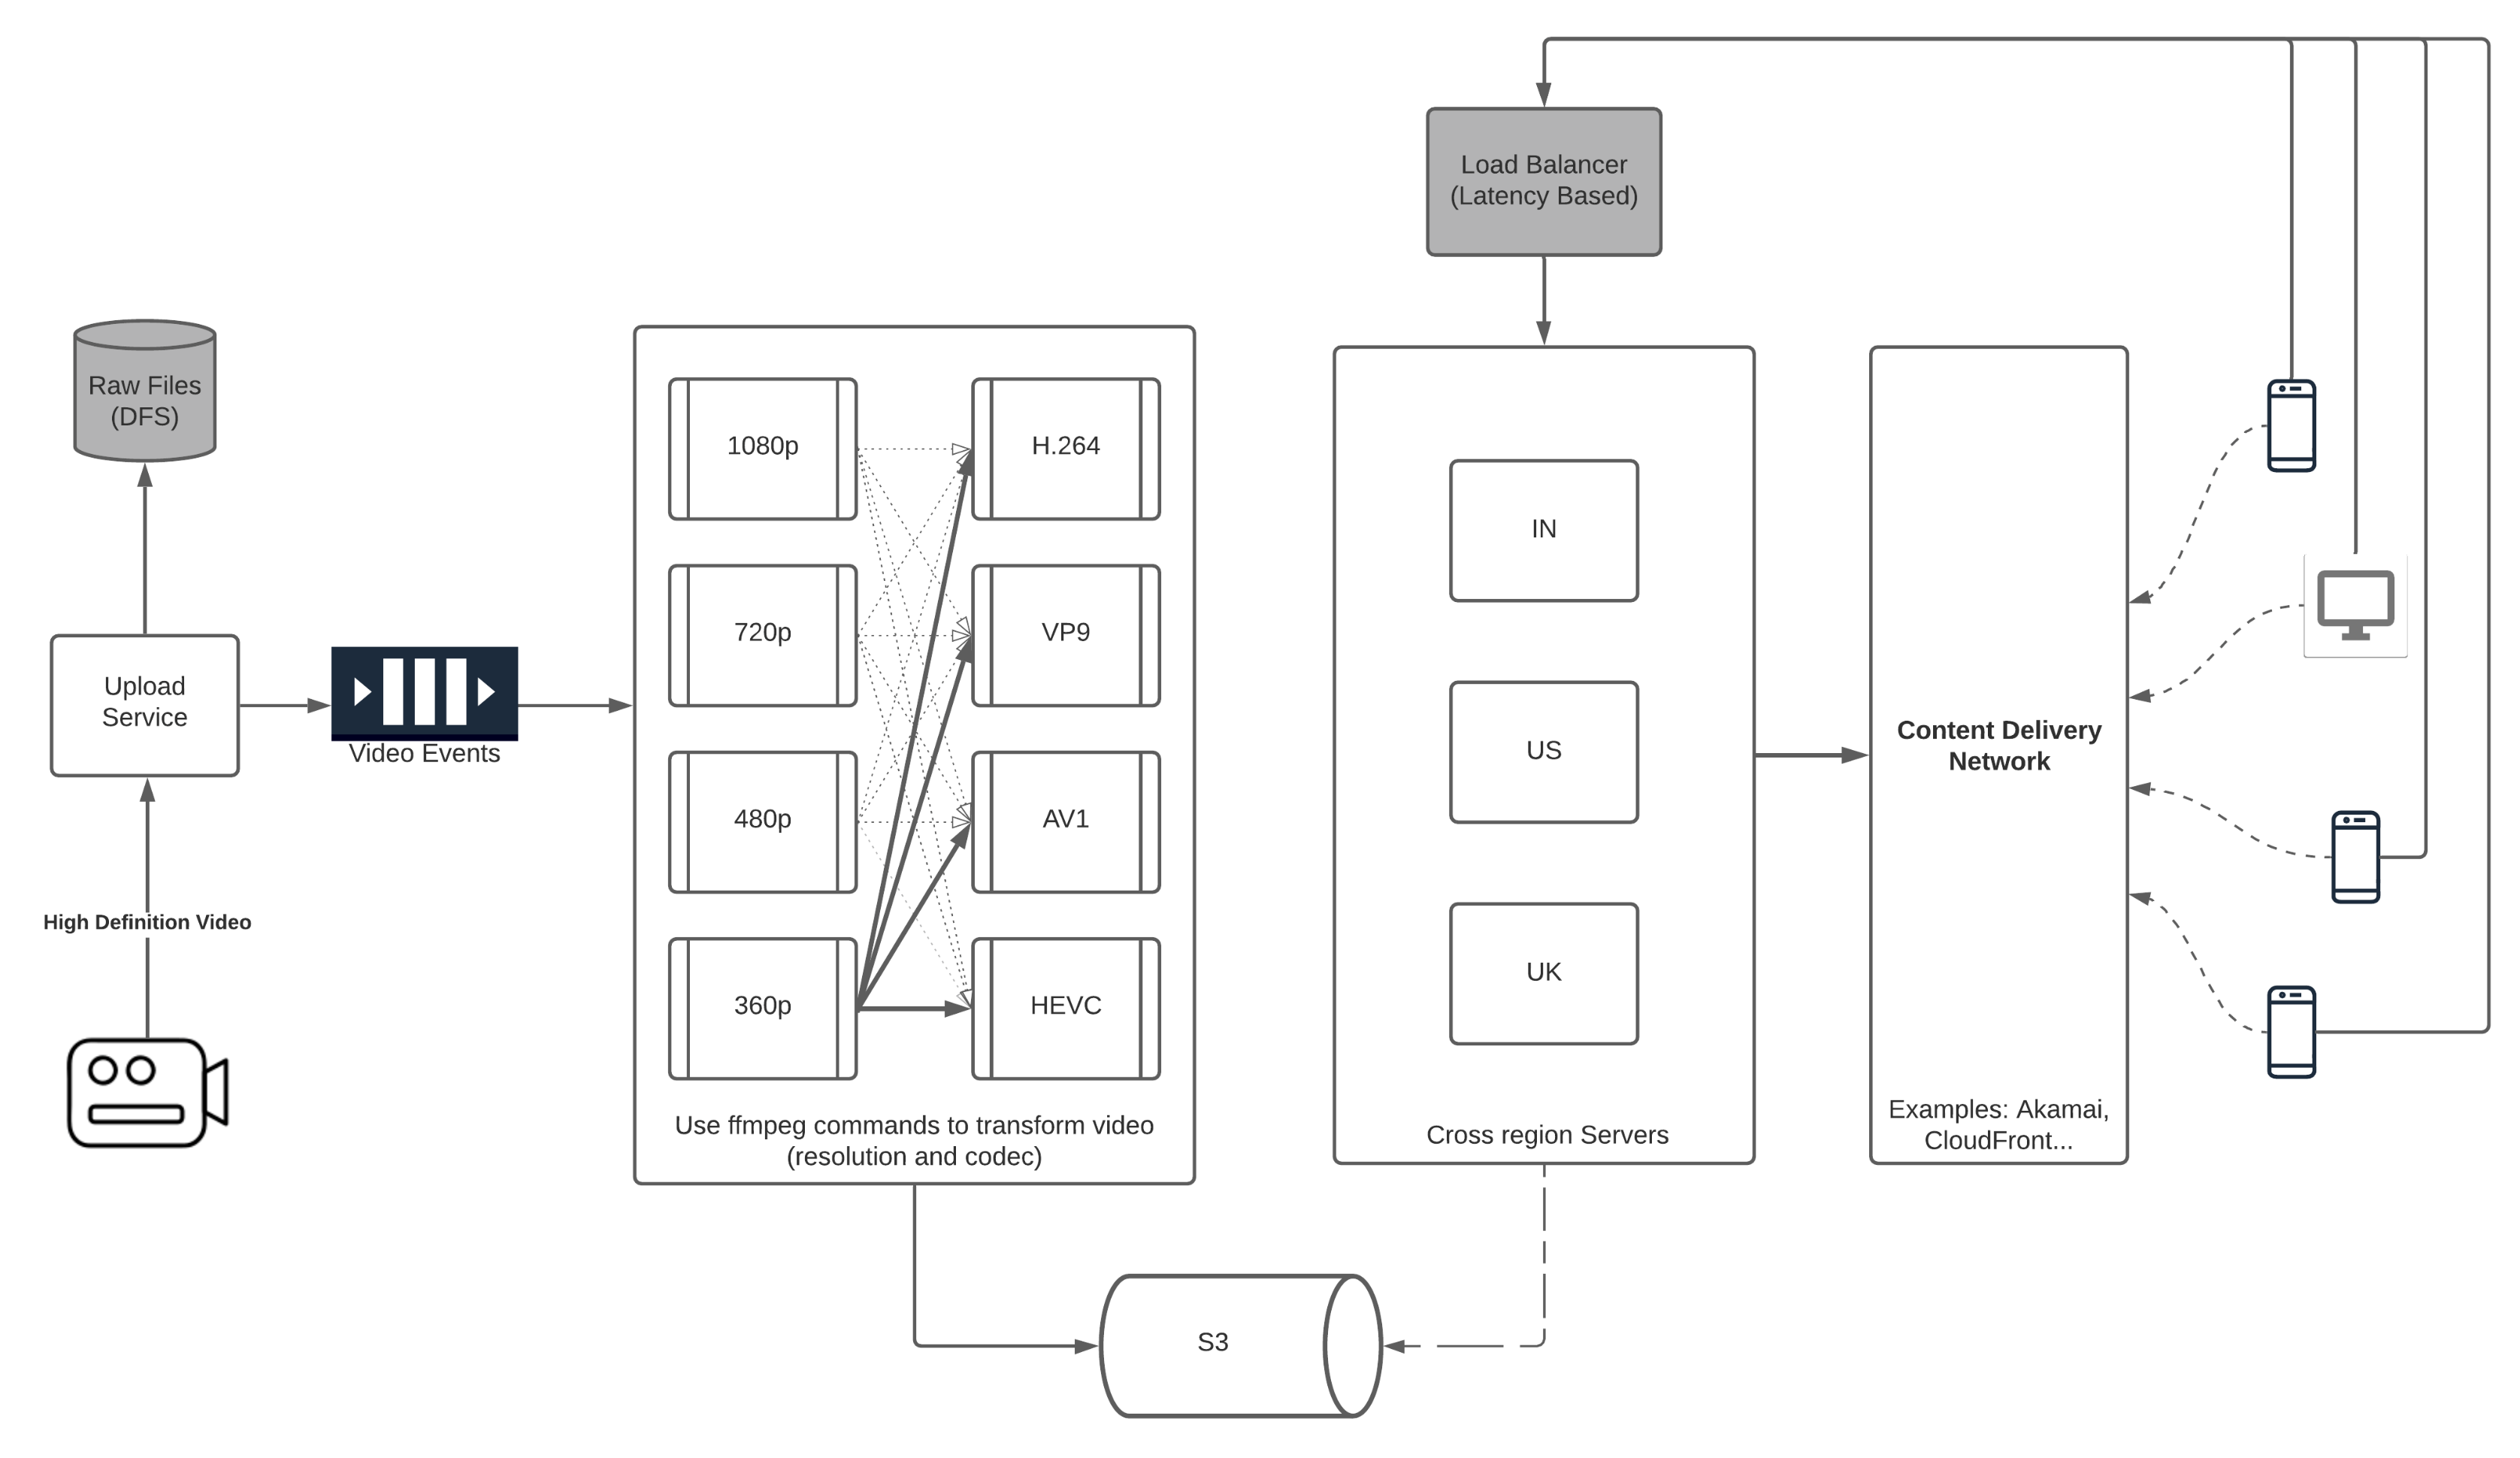 Load Balancer
(Latency Based)
Raw Files
(DFS)
Upload
Service
Video Events
High Definition Video
1080p
H.264
720p
VP9
480p
AV1
360p
HEVC
Use ffmpeg commands to transform video
(resolution and codec)
IN
US
UK
Cross region Servers
Content Delivery
Network
Examples: Akamai,
CloudFront...
S3